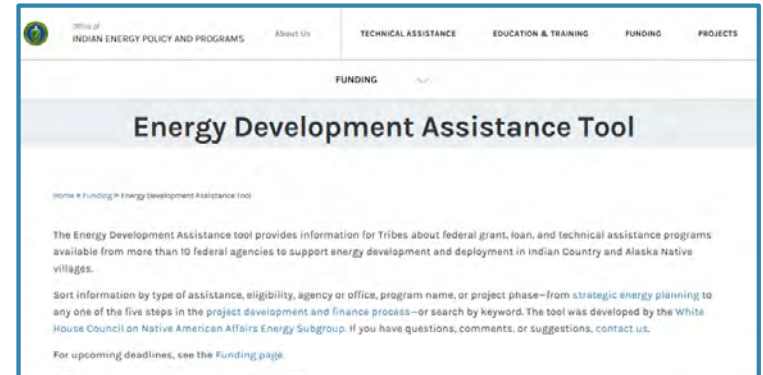 Office of
INDIAN ENERGY POLICY AND PROGRAMS
About Us
TECHNICAL ASSISTANCE
EDUCATION & TRAINING
FUNDING
PROJECTS
FUNDING
Energy Development Assistance Tool
Home » Funding » Energy Development Assistance Tool
The Energy Development Assistance tool provides information for Tribes about federal grant, loan, and technical assistance programs
available from more than 10 federal agencies to support energy development and deployment in Indian Country and Alaska Native
villages.
Sort information by type of assistance, eligibility, agency or office, program name, or project phase—from strategic energy planning to
any one of the five steps in the project development and finance process—or search by keyword. The tool was developed by the White
House Council on Native American Affairs Energy Subgroup. If you have questions, comments, or suggestions, contact us.
For upcoming deadlines, see the Funding page.